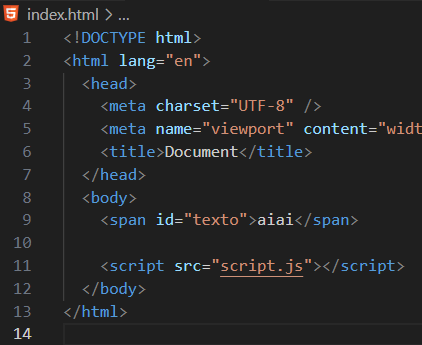 index.html > ...
1 <!DOCTYPE html>
2 <html lang="en">
3 <head>
4 <meta charset="UTF-8" />
5 <meta name="viewport" content="widt
6 <title>Document</title>
7 </head>
8 <body>
9 <span id="texto">aiai</span>
10
11 <script src="script.js"></script>
12 </body>
13 </html>
14